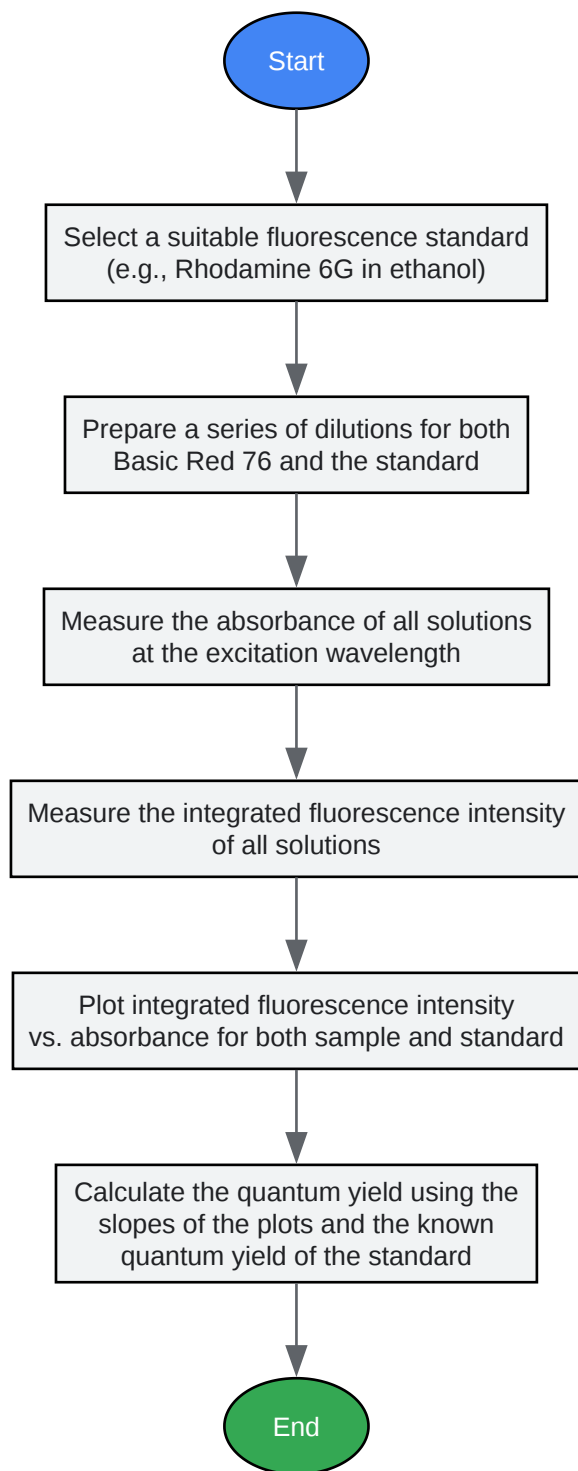 Start
Select a suitable fluorescence standard
(e.g., Rhodamine 6G in ethanol)
Prepare a series of dilutions for both
Basic Red 76 and the standard
Measure the absorbance of all solutions
at the excitation wavelength
Measure the integrated fluorescence intensity
of all solutions
Plot integrated fluorescence intensity
vs. absorbance for both sample and standard
Calculate the quantum yield using the
slopes of the plots and the known
quantum yield of the standard
End